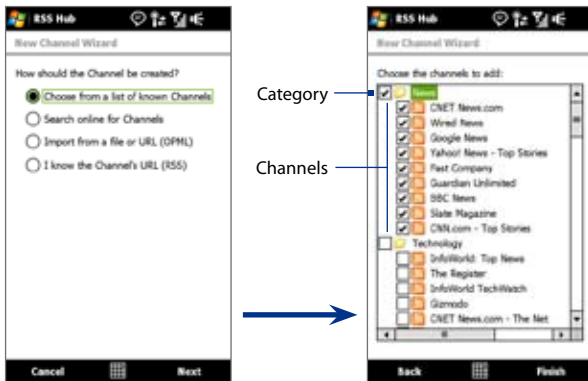 RSS Hub
New Channel Wizard
How should the Channel be created?
Choose from a list of known Channels
Search online for Channels
Import from a file or URL (OPML)
I know the Channel's URL (RSS)
Cancel
Next
Category
Channels
RSS Hub
New Channel Wizard
Choose the channels to add:
News
CNET News.com
Wired News
Google News
Yahoo! News - Top Stories
Fast Company
Guardian Unlimited
BBC News
Slate Magazine
CNN.com - Top Stories
Technology
InfoWorld: Top News
The Register
InfoWorld TechWatch
Gizmodo
CNET News.com - The Net
Back
Finish